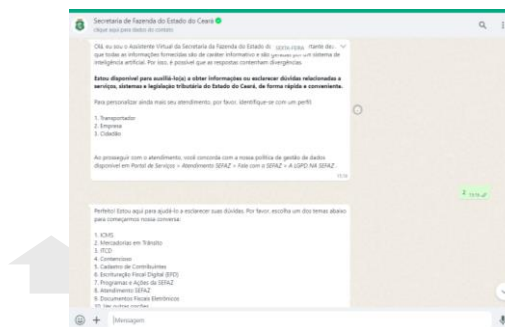 Secretaria da Fazenda do Estado do Ceará
clique aqui para dados do contato
Olá, eu sou o Assistente Virtual da Secretaria da Fazenda do Estado do
SEXTA-FEIRA
que todas as informações fornecidas são de caráter informativo e são geradas por um sistema de
inteligência artificial. Por isso, é possível que as respostas contenham divergências.
Estou disponível para auxiliá-lo(a) a obter informações ou esclarecer dúvidas relacionadas a
serviços, sistemas e legislação tributária do Estado do Ceará, de forma rápida e conveniente.
Para personalizar ainda mais seu atendimento, por favor, identifique-se com um perfil:
1. Transportador
2. Empresa
3. Cidadão
Ao prosseguir com o atendimento, você concorda com a nossa política de gestão de dados
disponível em Portal de Serviços > Atendimento SEFAZ > Fale com a SEFAZ > A LGPD NA SEFAZ.
2
Perfeito! Estou aqui para ajudá-lo a esclarecer suas dúvidas. Por favor, escolha um dos temas abaixo
para começarmos nossa conversa:
1. ICMS
2. Mercadorias em Trânsito
3. ITCD
4. Contencioso
5. Cadastro de Contribuintes
6. Escrituração Fiscal Digital (EFD)
7. Programas e Ações da SEFAZ
8. Atendimento SEFAZ
9. Documentos Fiscais Eletrônicos
10. Ver outras opções
Mensagem